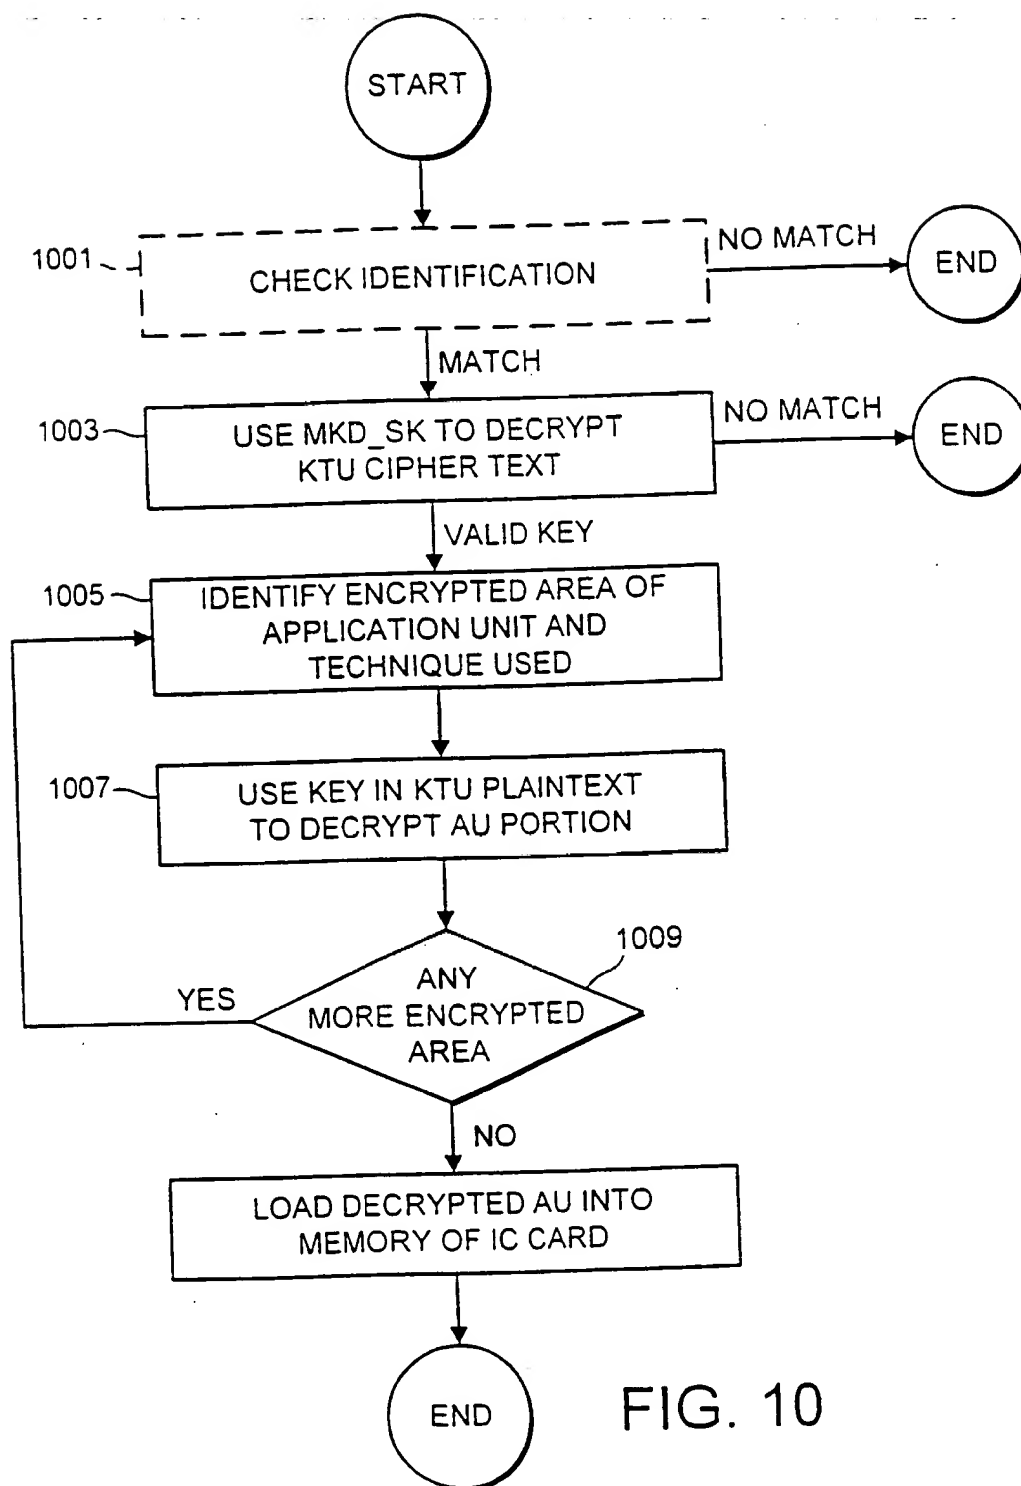 START
1001
CHECK IDENTIFICATION
NO MATCH
END
MATCH
1003
USE MKD_SK TO DECRYPT
KTU CIPHER TEXT
NO MATCH
END
VALID KEY
1005
IDENTIFY ENCRYPTED AREA OF
APPLICATION UNIT AND
TECHNIQUE USED
1007
USE KEY IN KTU PLAINTEXT
TO DECRYPT AU PORTION
1009
ANY
MORE ENCRYPTED
AREA
YES
NO
LOAD DECRYPTED AU INTO
MEMORY OF IC CARD
END
FIG. 10